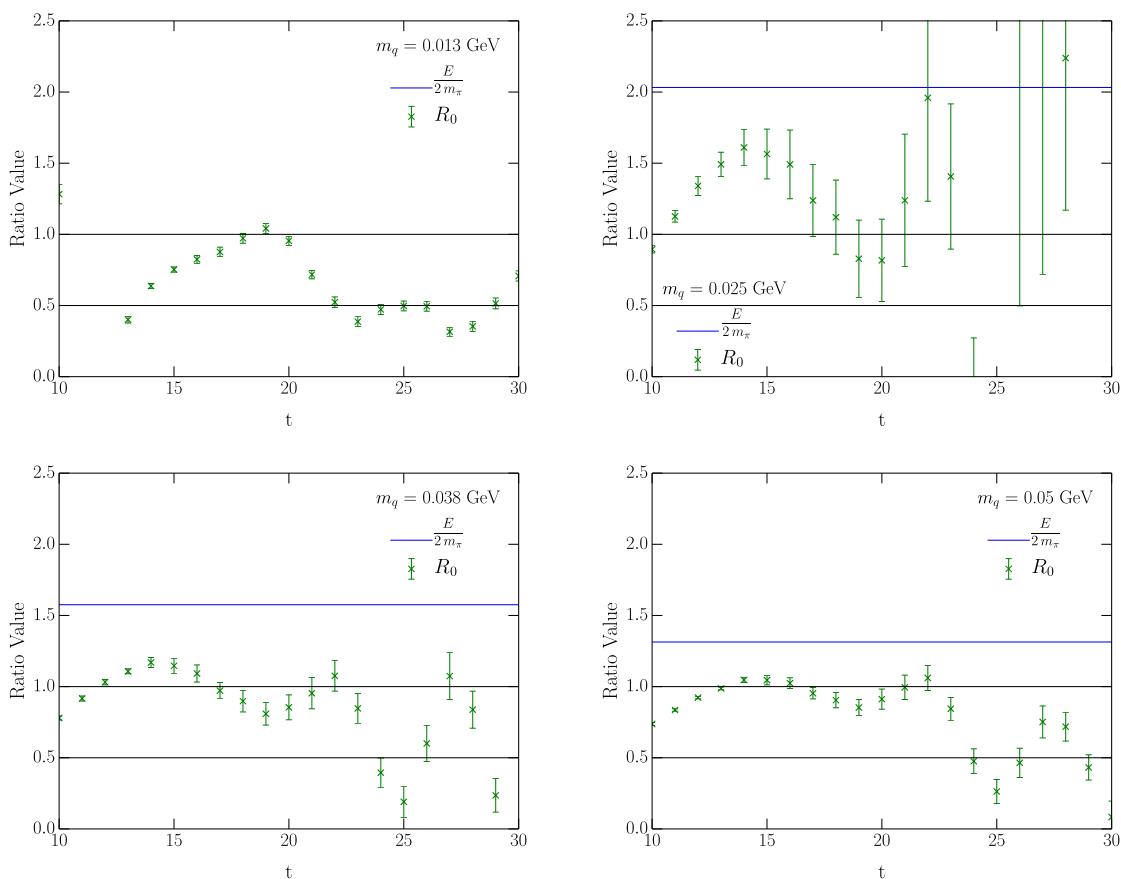 2.5
2.0
1.5
1.0
0.5
0.0
Ratio Value
10 15 20 25 30
t
m_q = 0.013 GeV
E
2 m_π
R_0
2.5
2.0
1.5
1.0
0.5
0.0
Ratio Value
10 15 20 25 30
t
m_q = 0.025 GeV
E
2 m_π
R_0
2.5
2.0
1.5
1.0
0.5
0.0
Ratio Value
10 15 20 25 30
t
m_q = 0.038 GeV
E
2 m_π
R_0
2.5
2.0
1.5
1.0
0.5
0.0
Ratio Value
10 15 20 25 30
t
m_q = 0.05 GeV
E
2 m_π
R_0